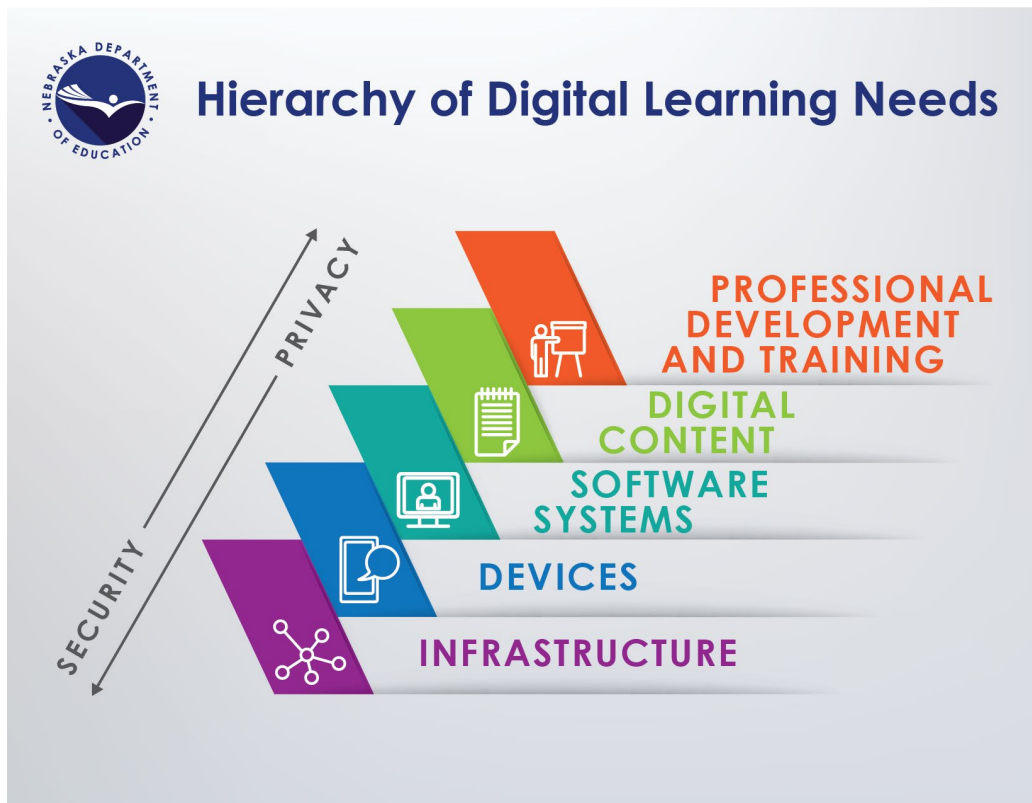 NEBRASKA DEPARTMENT
OF EDUCATION
Hierarchy of Digital Learning Needs
SECURITY
PRIVACY
PROFESSIONAL
DEVELOPMENT
AND TRAINING
DIGITAL
CONTENT
SOFTWARE
SYSTEMS
DEVICES
INFRASTRUCTURE